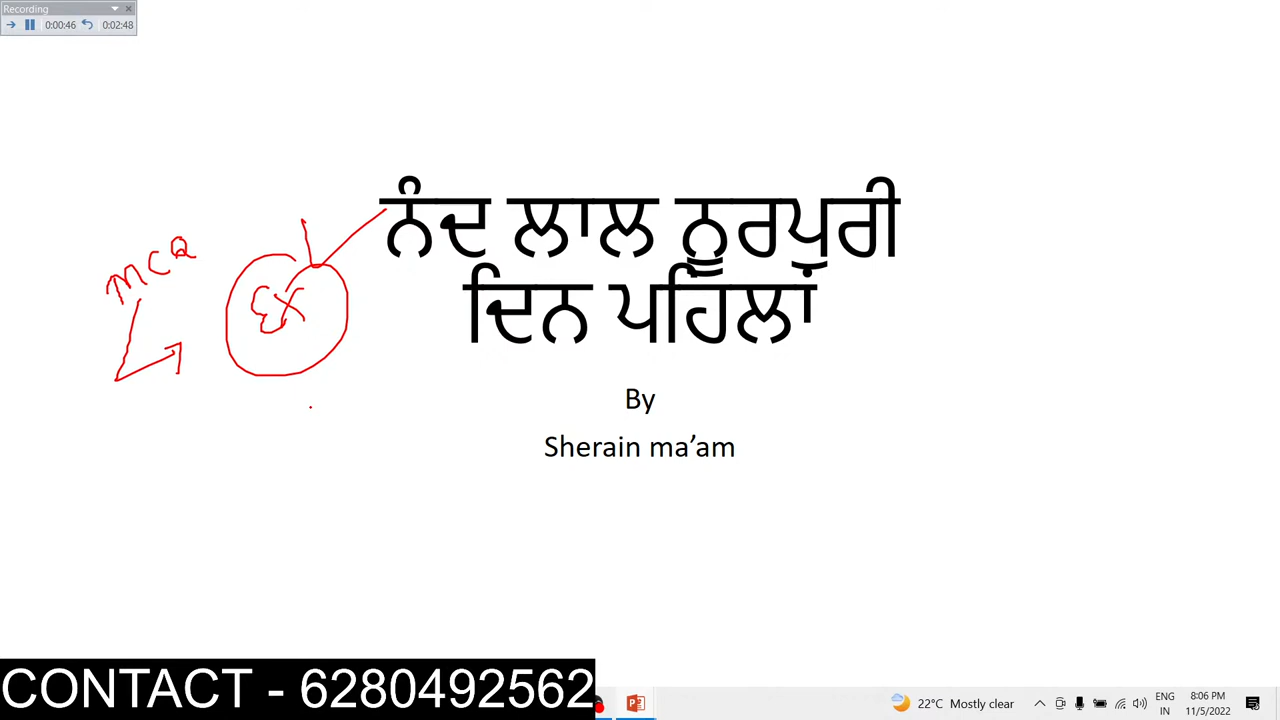 Recording
0:00:46 0:02:48
ਨੰਦ ਲਾਲ ਨੂਰਪੁਰੀ
ਦਿਨ ਪਹਿਲਾਂ
MCQ
EX
By
Sherain ma’am
CONTACT - 6280492562
22°C Mostly clear
ENG
IN
8:06 PM
11/5/2022